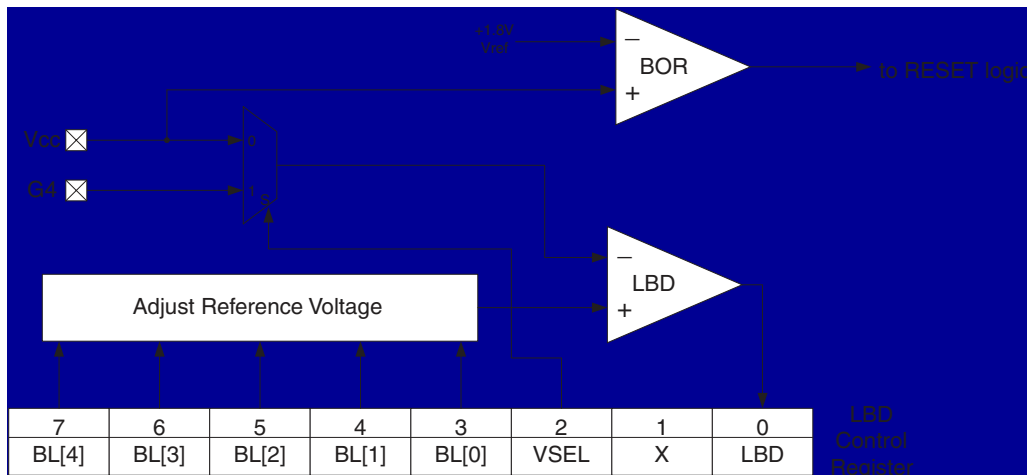 +1.8V
Vref
−
BOR
+
to RESET logic
Vcc
0
G4
1
S
−
LBD
+
Adjust Reference Voltage
7 6 5 4 3 2 1 0
BL[4] BL[3] BL[2] BL[1] BL[0] VSEL X LBD
LBD
Control
Register